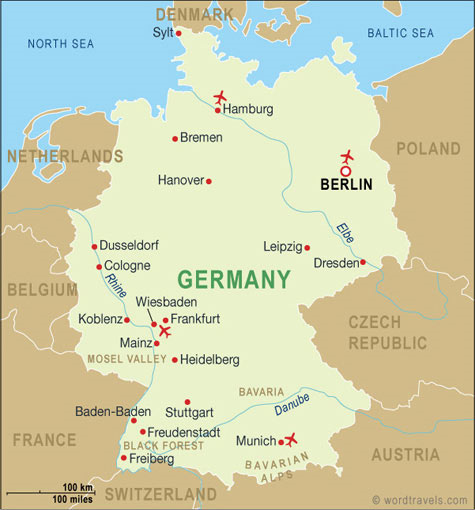 DENMARK
Sylt
NORTH SEA
BALTIC SEA
Hamburg
Bremen
NETHERLANDS
POLAND
Hanover
BERLIN
Elbe
Dusseldorf
Leipzig
Cologne
Dresden
GERMANY
BELGIUM
Rhine
Wiesbaden
Koblenz
Frankfurt
CZECH
REPUBLIC
Mainz
MOSEL VALLEY
Heidelberg
BAVARIA
Danube
Baden-Baden
Stuttgart
Freudenstadt
Munich
FRANCE
BLACK FOREST
AUSTRIA
Freiberg
BAVARIAN
ALPS
100 km
100 miles
SWITZERLAND
© wordtravels.com